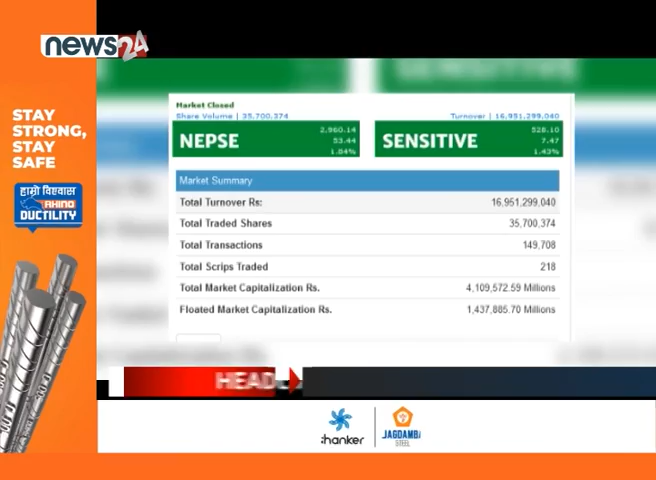 news24
STAY
STRONG,
STAY
SAFE
हाम्रो विश्वास
RHINO
DUCTILITY
Market Closed
Share Volume | 35,700,374
Turnover | 16,951,299,040
NEPSE
2,960.14
53.44
1.84%
SENSITIVE
528.10
7.47
1.43%
Market Summary
Total Turnover Rs: 16,951,299,040
Total Traded Shares 35,700,374
Total Transactions 149,708
Total Scrips Traded 218
Total Market Capitalization Rs. 4,109,572.59 Millions
Floated Market Capitalization Rs. 1,437,885.70 Millions
SENSITIVE
HEADL
:hanker
JAGDAMBA
STEEL